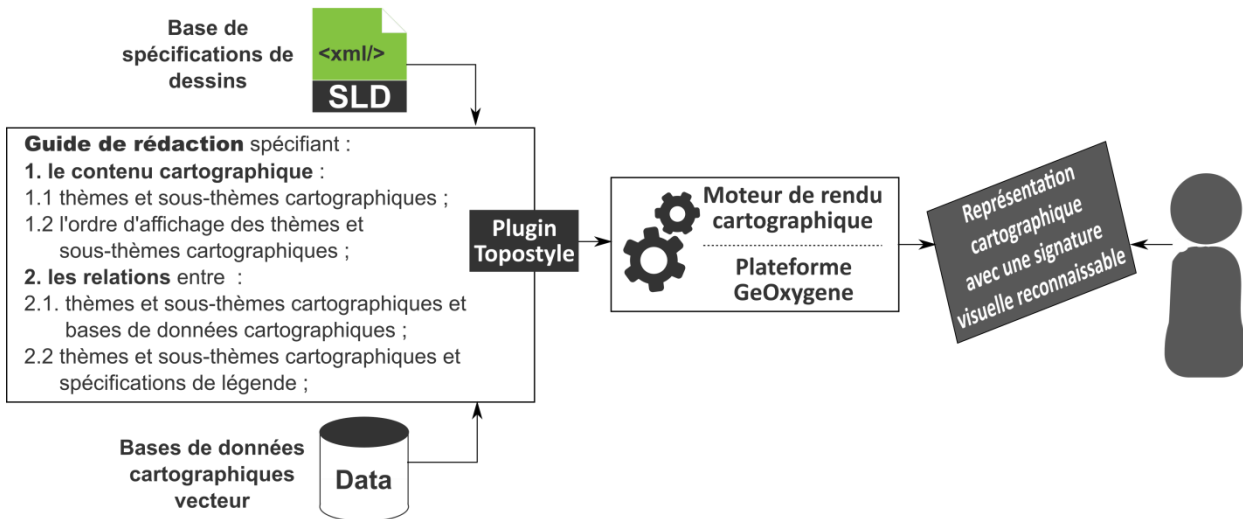 Base de
spécifications de
dessins
<xml/>
SLD
Guide de rédaction spécifiant :
1. le contenu cartographique :
1.1 thèmes et sous-thèmes cartographiques ;
1.2 l'ordre d'affichage des thèmes et
sous-thèmes cartographiques ;
2. les relations entre :
2.1. thèmes et sous-thèmes cartographiques et
bases de données cartographiques ;
2.2 thèmes et sous-thèmes cartographiques et
spécifications de légende ;
Plugin
Topostyle
Moteur de rendu
cartographique
Plateforme
GeOxygene
Représentation
cartographique
avec une signature
visuelle reconnaissable
Bases de données
cartographiques
vecteur
Data